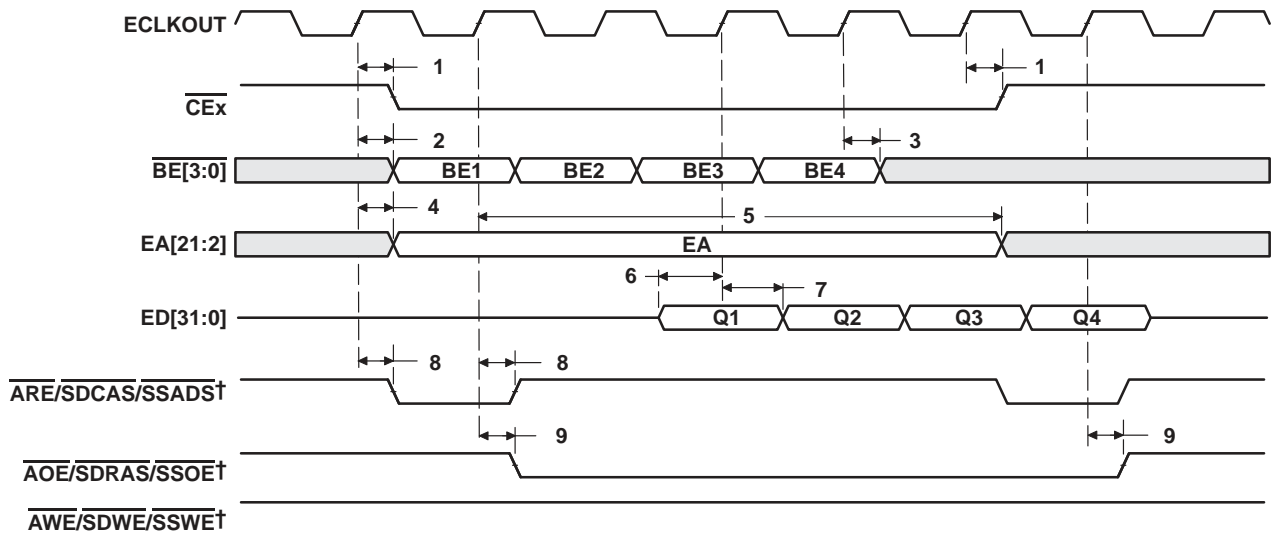 ECLKOUT
1 1
CEx
2 3
BE[3:0] BE1 BE2 BE3 BE4
4 5
EA[21:2] EA
6 7
ED[31:0] Q1 Q2 Q3 Q4
8 8
ARE/SDCAS/SSADS†
9 9
AOE/SDRAS/SSOE†
AWE/SDWE/SSWE†